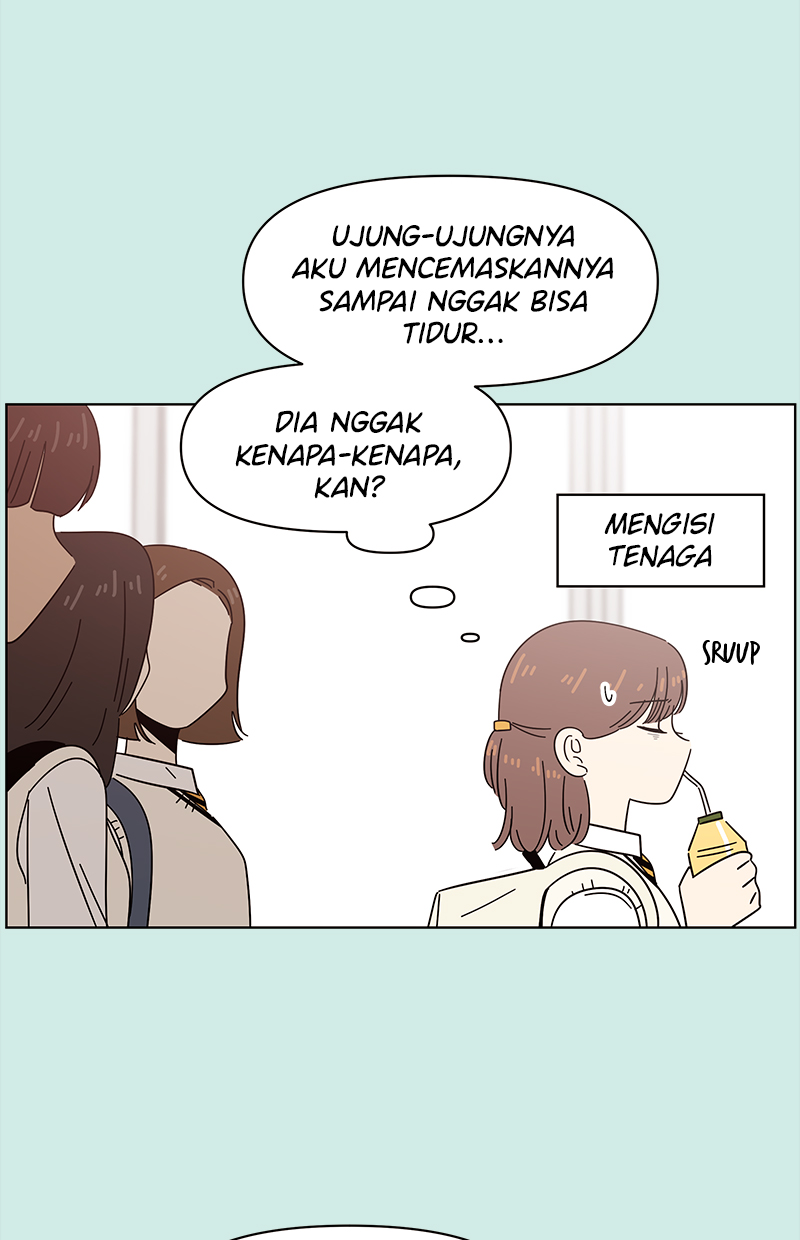 UJUNG-UJUNGNYA
AKU MENCEMASKANNYA
SAMPAI NGGAK BISA
TIDUR...
DIA NGGAK
KENAPA-KENAPA,
KAN?
MENGISI
TENAGA
SRUUP